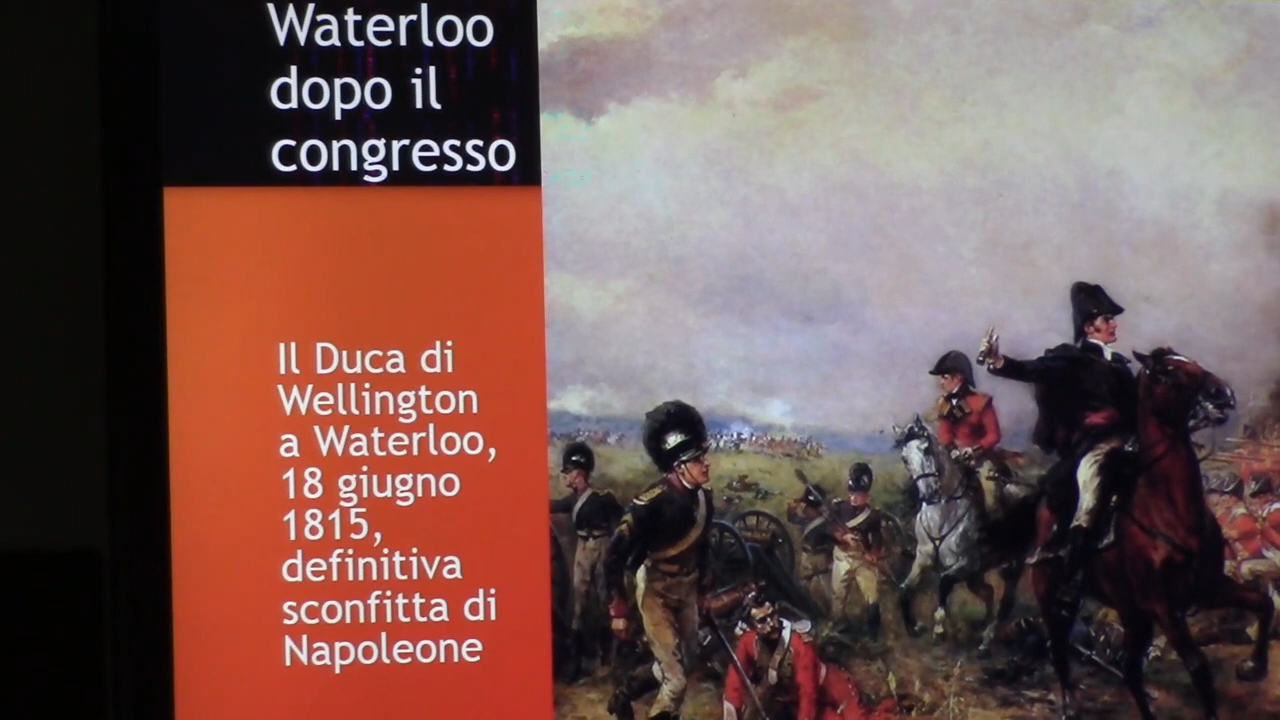 Waterloo
dopo il
congresso
Il Duca di
Wellington
a Waterloo,
18 giugno
1815,
definitiva
sconfitta di
Napoleone